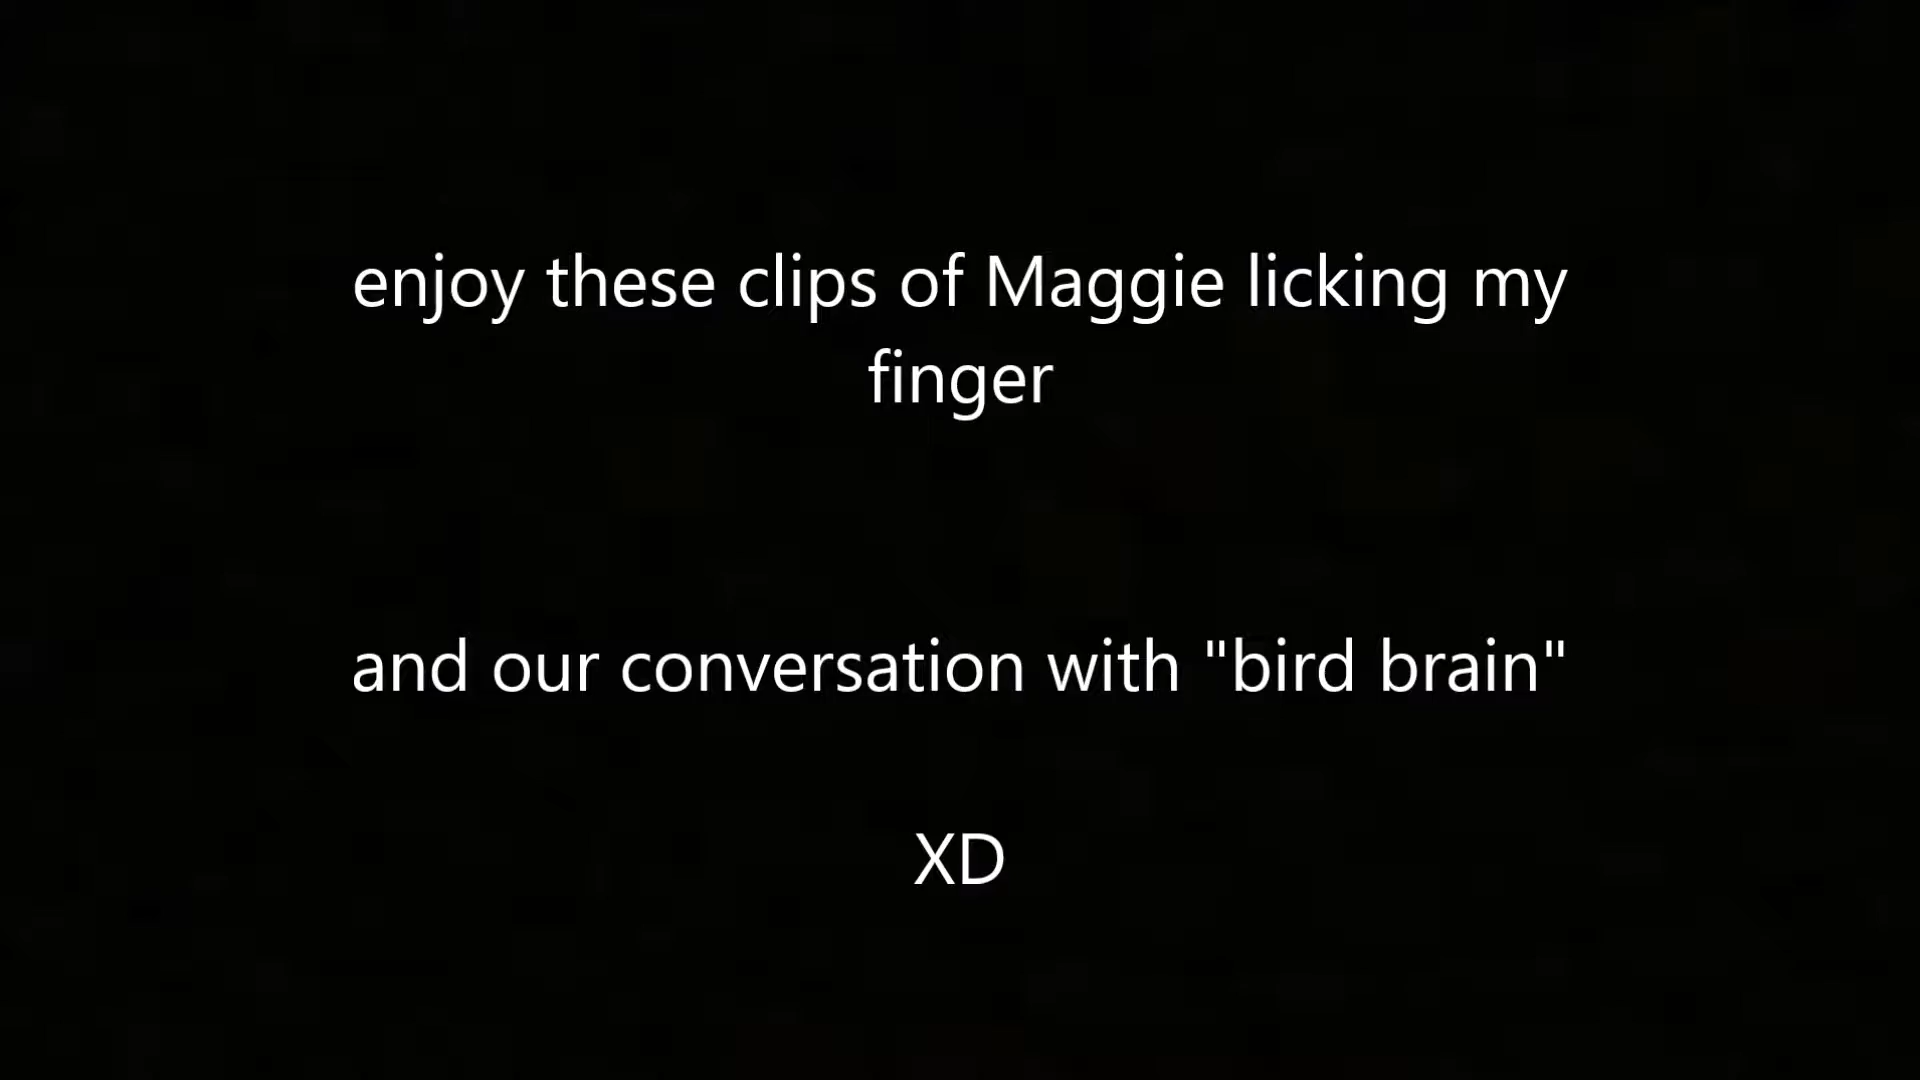 enjoy these clips of Maggie licking my
finger
and our conversation with "bird brain"
XD